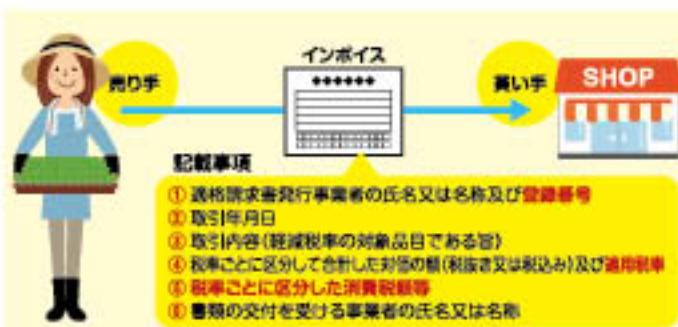 インボイス
売り手
買い手
SHOP
記載事項
① 適格請求書発行事業者の氏名又は名称及び登録番号
② 取引年月日
③ 取引内容(軽減税率の対象品目である旨)
④ 税率ごとに区分して合計した対価の額(税抜き又は税込み)及び適用税率
⑤ 税率ごとに区分した消費税額等
⑥ 書類の交付を受ける事業者の氏名又は名称